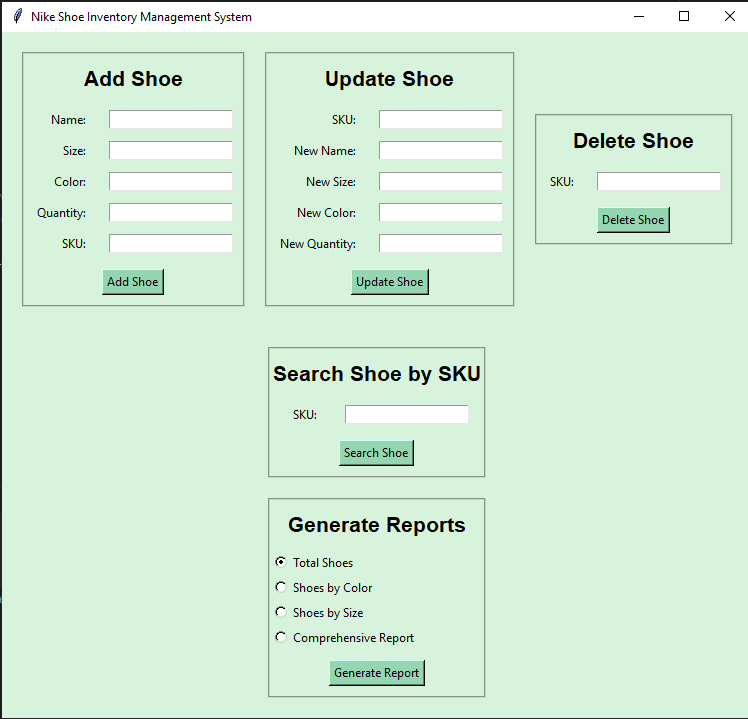 Nike Shoe Inventory Management System
Add Shoe
Name:
Size:
Color:
Quantity:
SKU:
Add Shoe
Update Shoe
SKU:
New Name:
New Size:
New Color:
New Quantity:
Update Shoe
Delete Shoe
SKU:
Delete Shoe
Search Shoe by SKU
SKU:
Search Shoe
Generate Reports
Total Shoes
Shoes by Color
Shoes by Size
Comprehensive Report
Generate Report